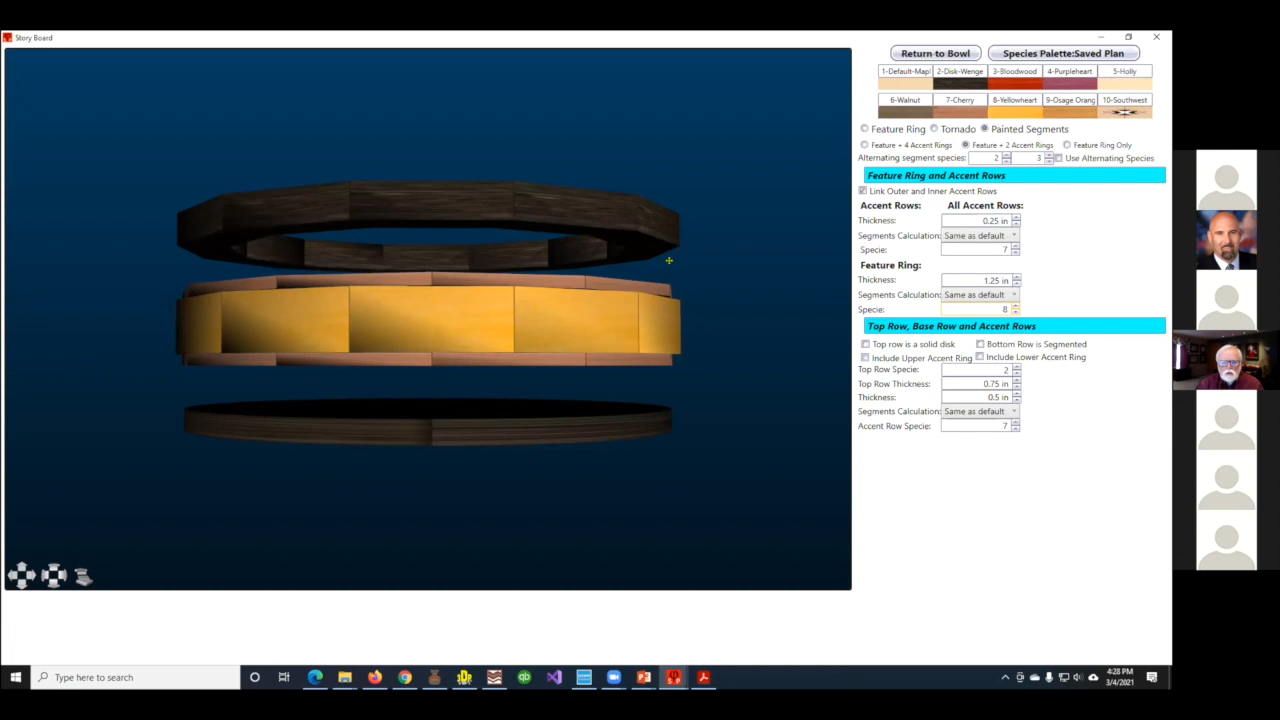 Story Board
Return to Bowl
Species Palette:Saved Plan
1-Default-Mapl 2-Disk-Wenge 3-Bloodwood 4-Purpleheart 5-Holly
6-Walnut 7-Cherry 8-Yellowheart 9-Osage Orang 10-Southwest
Feature Ring Tornado Painted Segments
Feature + 4 Accent Rings Feature + 2 Accent Rings Feature Ring Only
Alternating segment species: 2 3 Use Alternating Species
Feature Ring and Accent Rows
Link Outer and Inner Accent Rows
Accent Rows: All Accent Rows:
Thickness: 0.25 in
Segments Calculation: Same as default
Specie: 7
Feature Ring:
Thickness: 1.25 in
Segments Calculation: Same as default
Specie: 8
Top Row, Base Row and Accent Rows
Top row is a solid disk Bottom Row is Segmented
Include Upper Accent Ring Include Lower Accent Ring
Top Row Specie: 2
Top Row Thickness: 0.75 in
Thickness: 0.5 in
Segments Calculation: Same as default
Accent Row Specie: 7
Type here to search
4:28 PM
3/4/2021